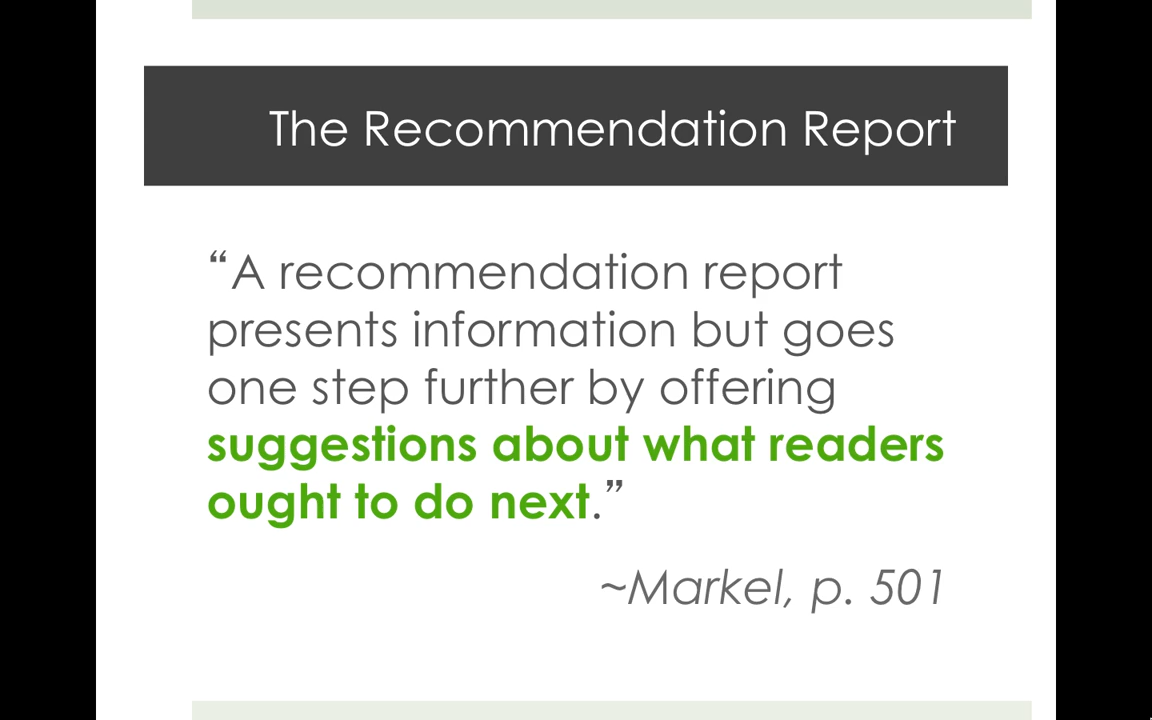 The Recommendation Report
“A recommendation report
presents information but goes
one step further by offering
suggestions about what readers
ought to do next.”
~Markel, p. 501